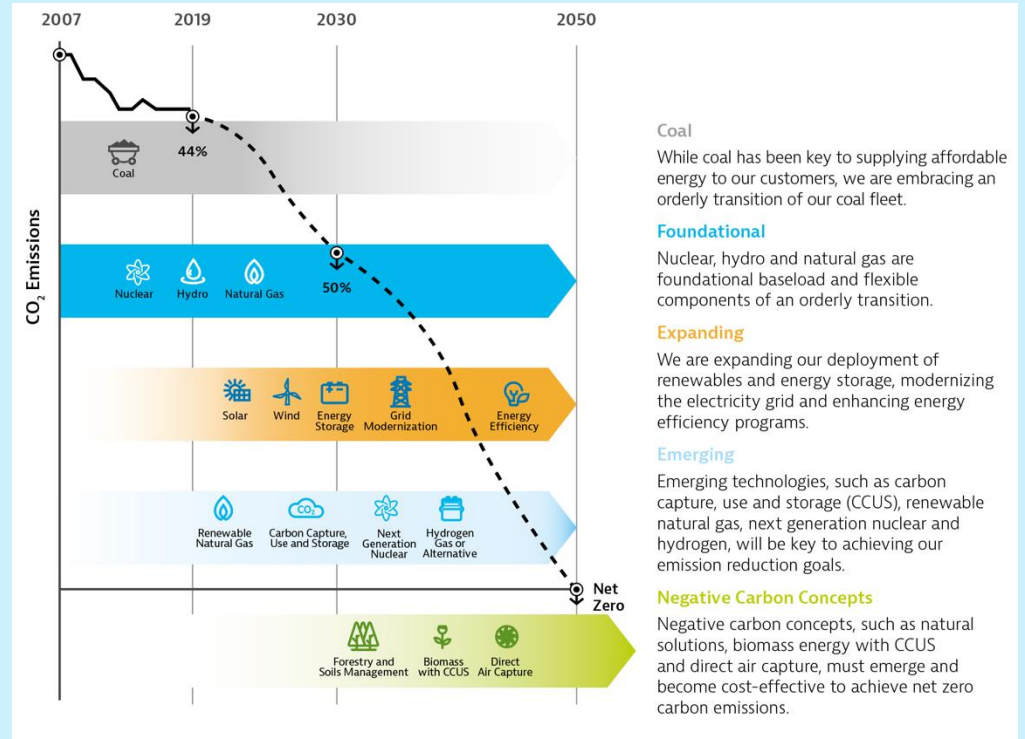 2007 2019 2030 2050
CO₂ Emissions
44%
Coal
50%
Nuclear Hydro Natural Gas
Solar Wind Energy Storage Grid Modernization Energy Efficiency
Renewable Natural Gas Carbon Capture, Use and Storage Next Generation Nuclear Hydrogen Gas or Alternative
CO₂
Net
Zero
Forestry and Soils Management Biomass with CCUS Direct Air Capture
Coal
While coal has been key to supplying affordable
energy to our customers, we are embracing an
orderly transition of our coal fleet.
Foundational
Nuclear, hydro and natural gas are
foundational baseload and flexible
components of an orderly transition.
Expanding
We are expanding our deployment of
renewables and energy storage, modernizing
the electricity grid and enhancing energy
efficiency programs.
Emerging
Emerging technologies, such as carbon
capture, use and storage (CCUS), renewable
natural gas, next generation nuclear and
hydrogen, will be key to achieving our
emission reduction goals.
Negative Carbon Concepts
Negative carbon concepts, such as natural
solutions, biomass energy with CCUS
and direct air capture, must emerge and
become cost-effective to achieve net zero
carbon emissions.